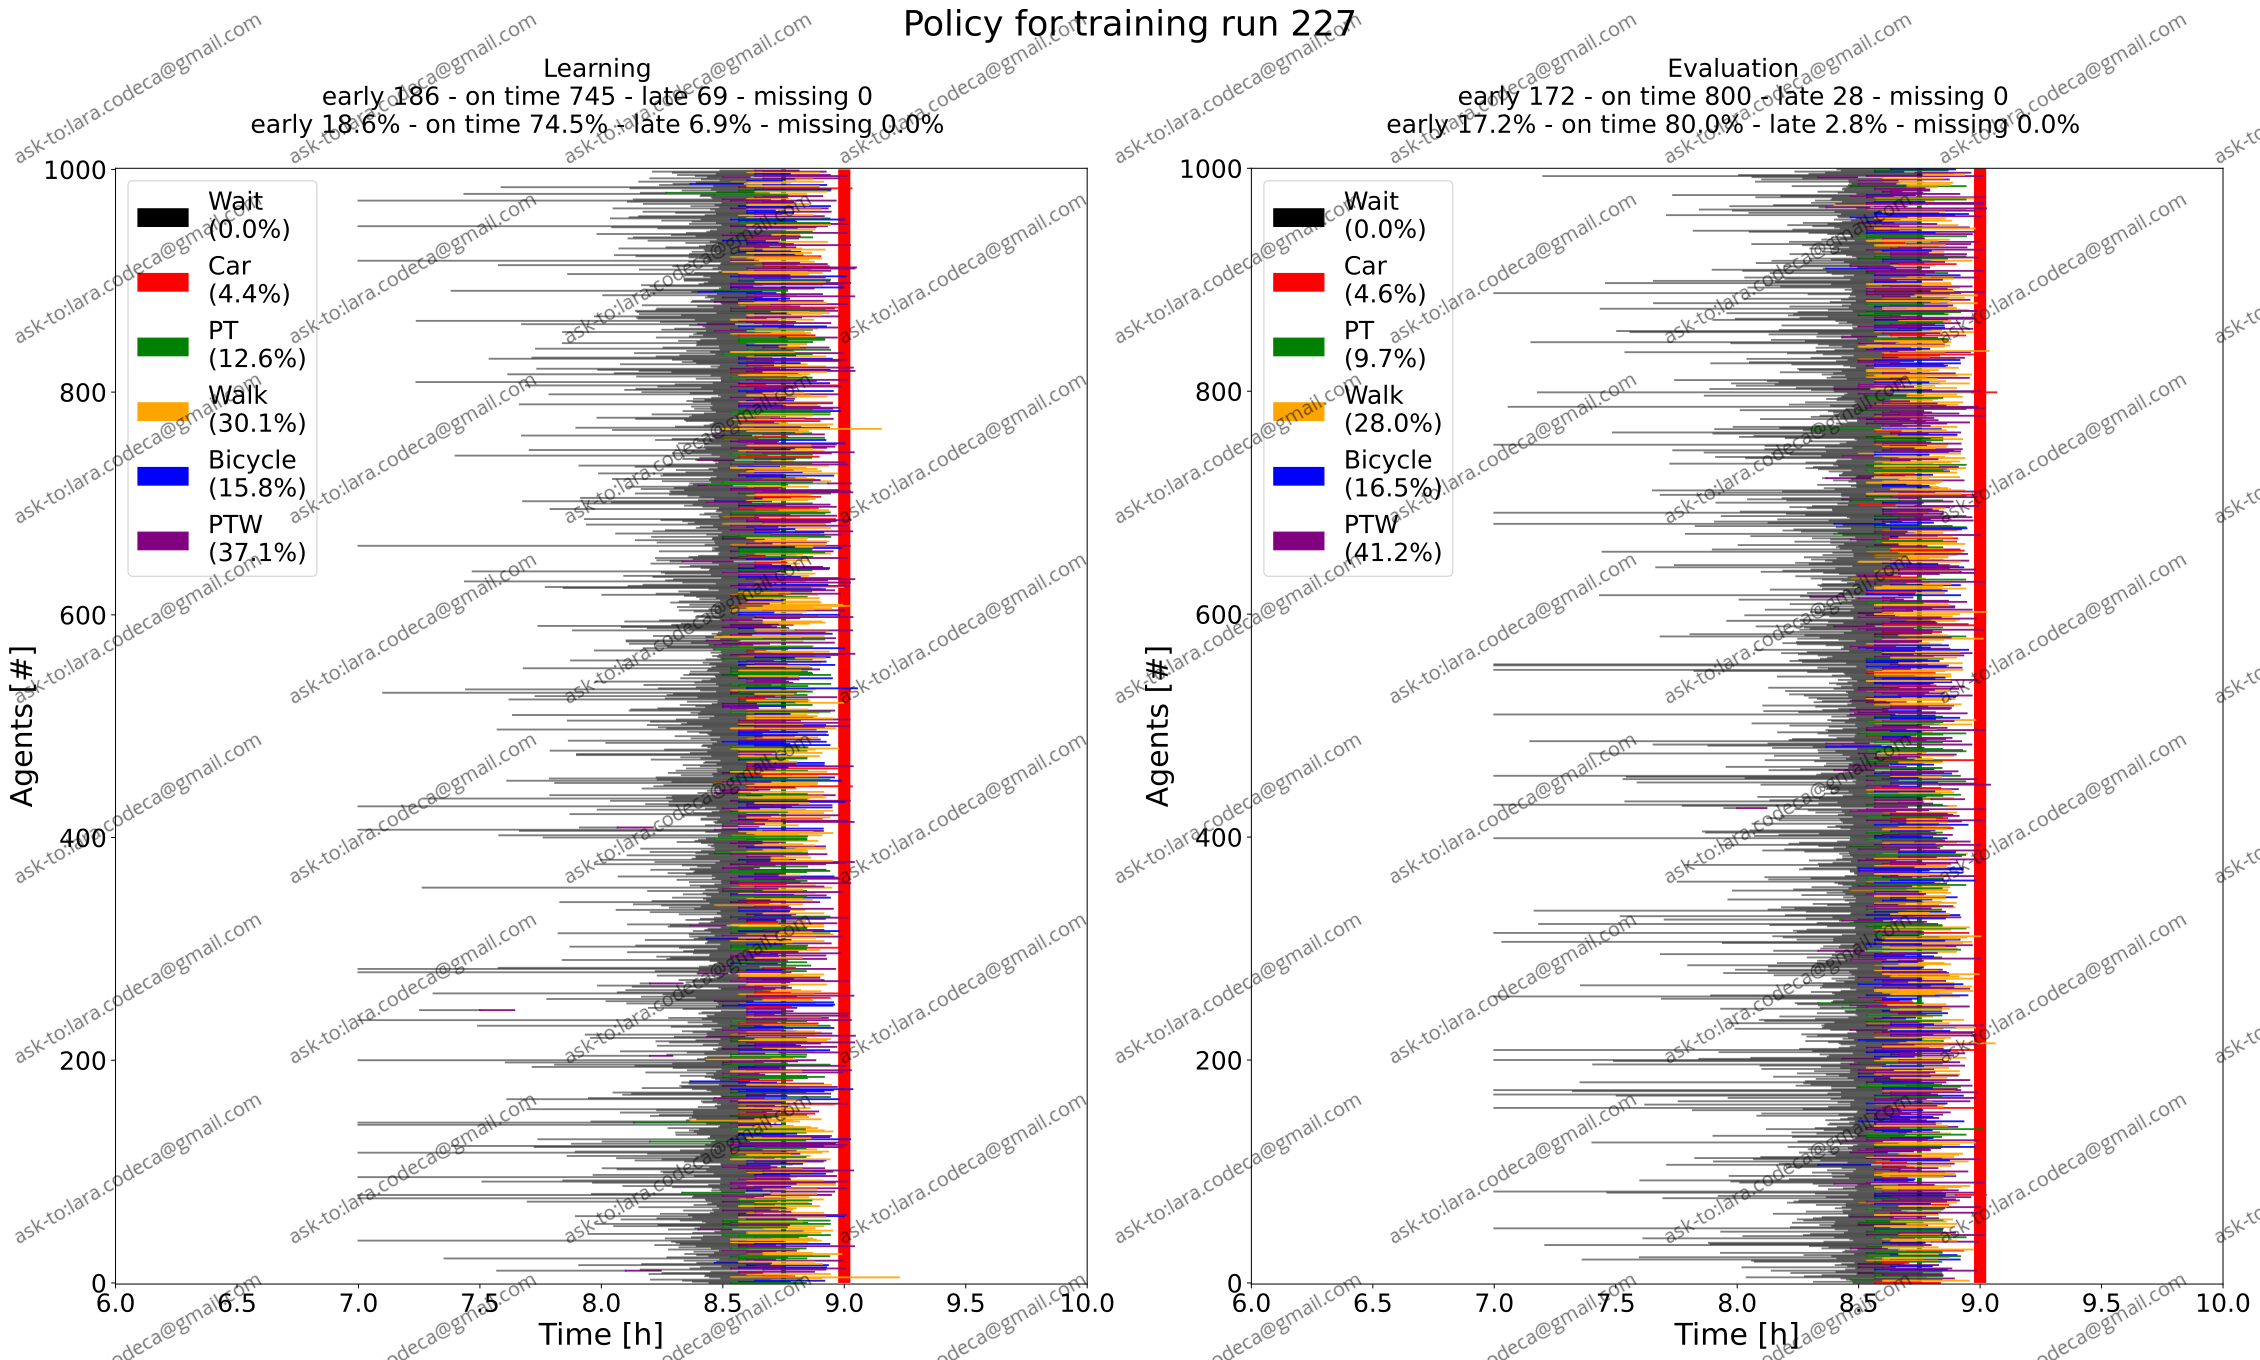 Policy for training run 227
Learning
early 186 - on time 745 - late 69 - missing 0
early 18.6% - on time 74.5% - late 6.9% - missing 0.0%
Agents [#]
1000
800
600
400
200
0
Wait
(0.0%)
Car
(4.4%)
PT
(12.6%)
Walk
(30.1%)
Bicycle
(15.8%)
PTW
(37.1%)
6.0 6.5 7.0 7.5 8.0 8.5 9.0 9.5 10.0
Time [h]
Evaluation
early 172 - on time 800 - late 28 - missing 0
early 17.2% - on time 80.0% - late 2.8% - missing 0.0%
Agents [#]
1000
800
600
400
200
0
Wait
(0.0%)
Car
(4.6%)
PT
(9.7%)
Walk
(28.0%)
Bicycle
(16.5%)
PTW
(41.2%)
6.0 6.5 7.0 7.5 8.0 8.5 9.0 9.5 10.0
Time [h]
ask-to:lara.codeca@gmail.com